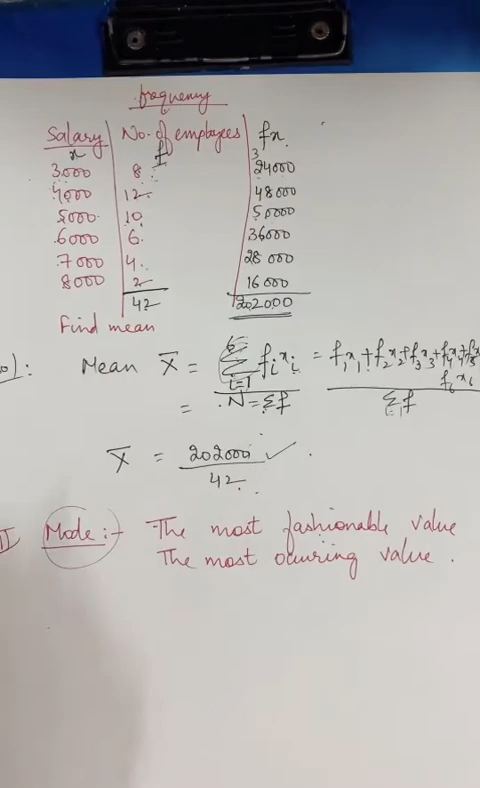 frequency
Salary No. of employees fx
x f
3000 8 24000
4000 12 48000
5000 10 50000
6000 6 36000
7000 4 28000
8000 2 16000
42 202000
Find mean
Mean X̅ = 6 Σ i=1 fᵢxᵢ = f₁x₁+f₂x₂+f₃x₃+f₄x₄+f₅x₅
f₆x₆
= N = Σf Σf
X̅ = 202000 ✓
42
II Mode :- The most fashionable value
The most occuring value.